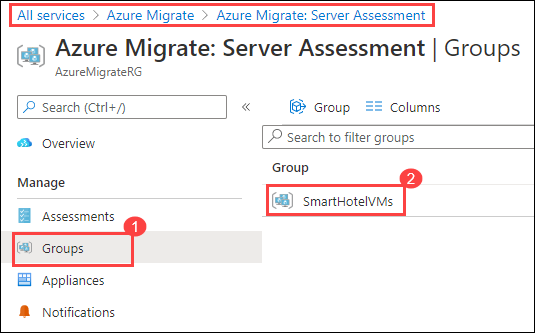 All services > Azure Migrate > Azure Migrate: Server Assessment
Azure Migrate: Server Assessment | Groups
AzureMigrateRG
Search (Ctrl+/)
«
Overview
Manage
Assessments
1
Groups
Appliances
Notifications
Group
Columns
Search to filter groups
Group
2
SmartHotelVMs